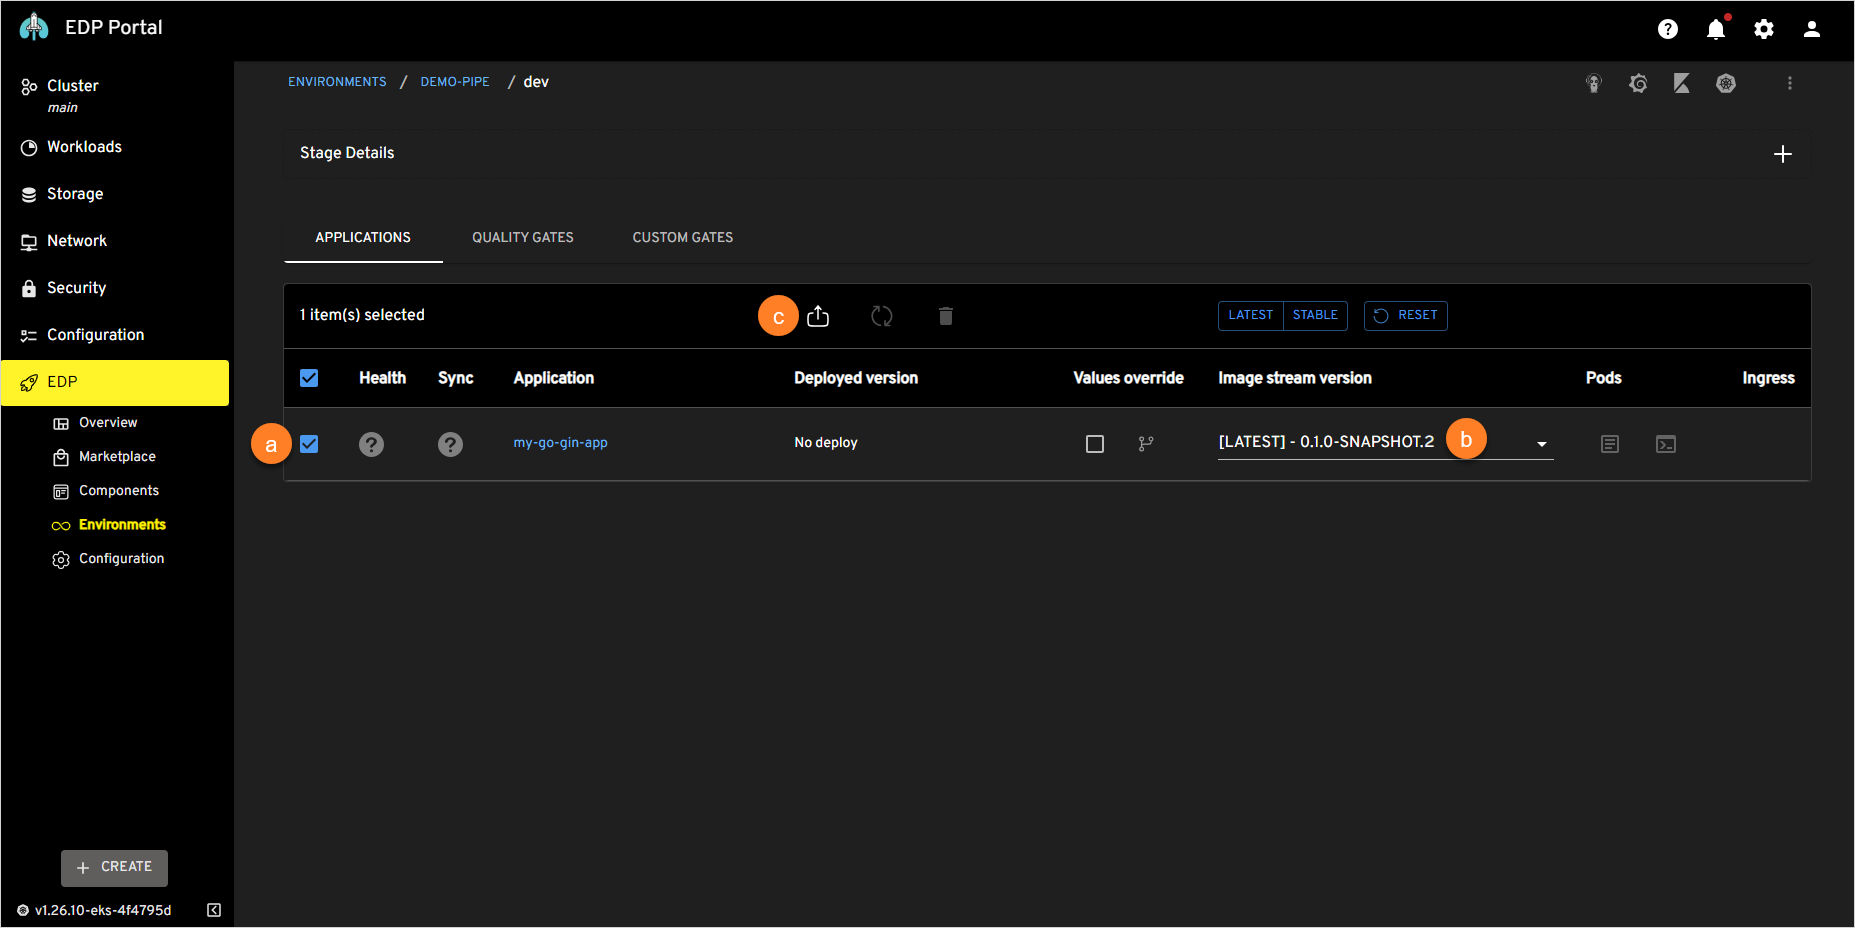 EDP Portal
Cluster
main
Workloads
Storage
Network
Security
Configuration
EDP
Overview
Marketplace
Components
Environments
Configuration
+ CREATE
v1.26.10-eks-4f4795d
ENVIRONMENTS / DEMO-PIPE / dev
Stage Details
APPLICATIONS QUALITY GATES CUSTOM GATES
1 item(s) selected c LATEST STABLE RESET
Health Sync Application Deployed version Values override Image stream version Pods Ingress
a my-go-gin-app No deploy [LATEST] - 0.1.0-SNAPSHOT.2 b